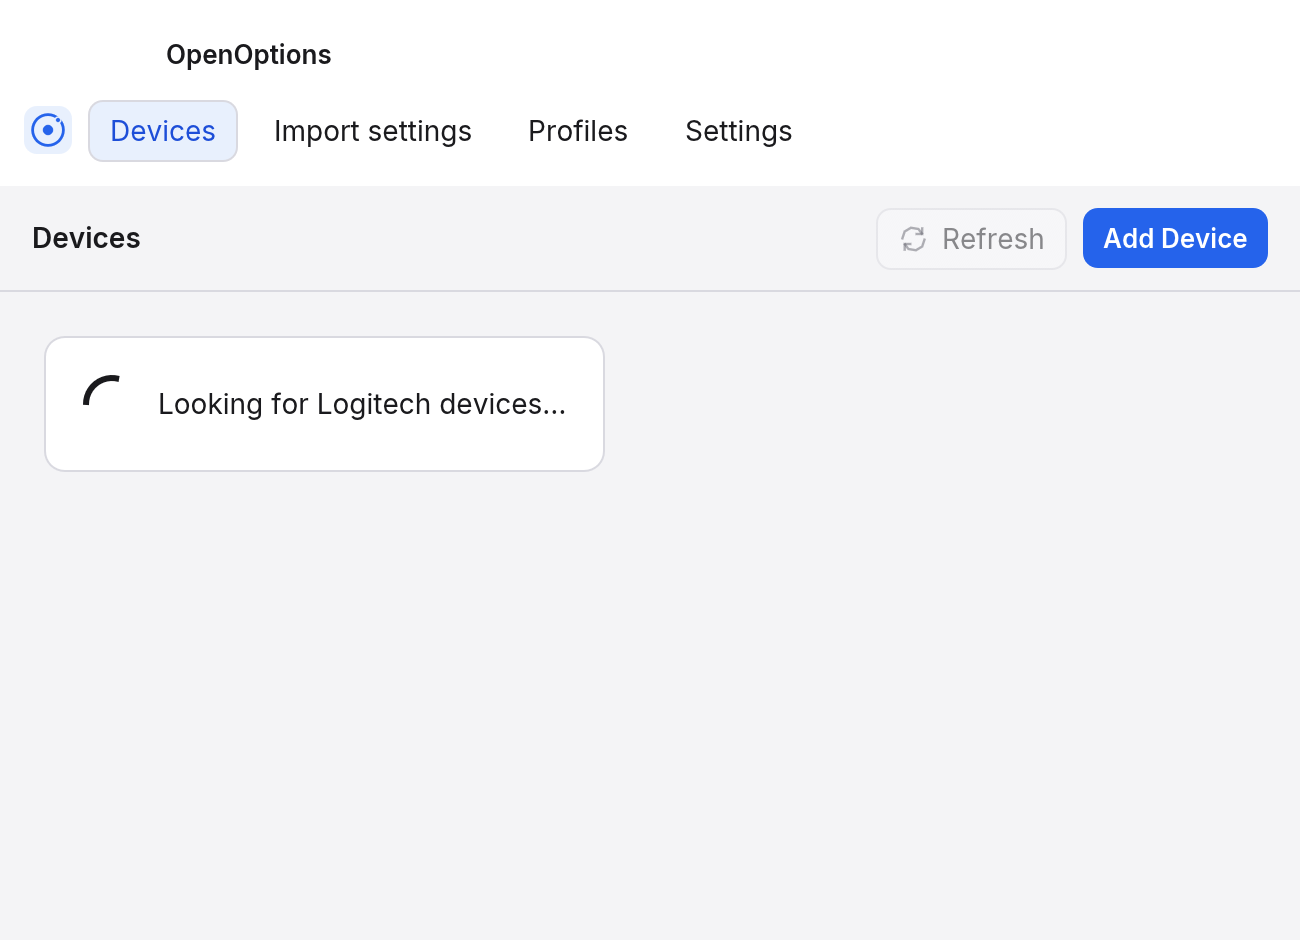 OpenOptions
Devices
Import settings
Profiles
Settings
Devices
Refresh
Add Device
Looking for Logitech devices...